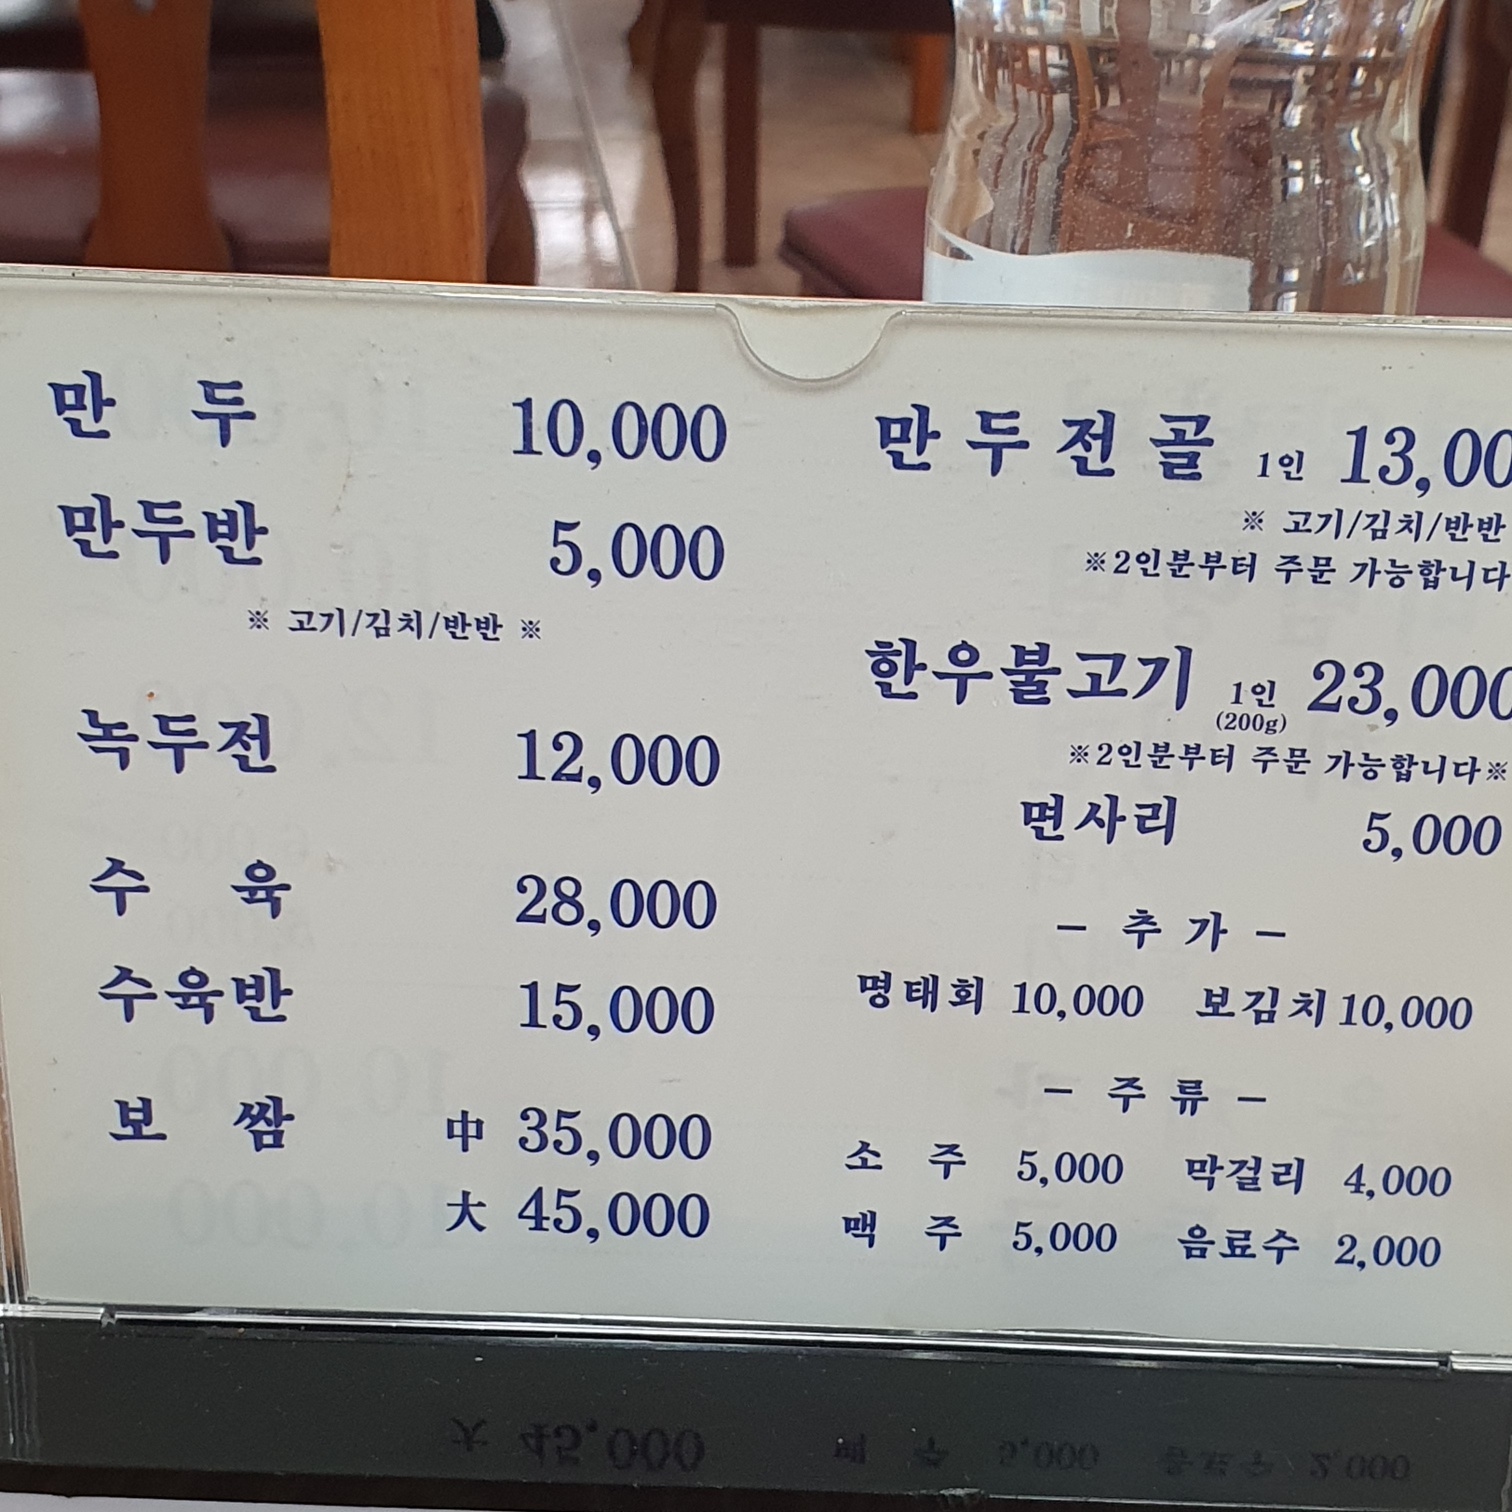 만 두 10,000
만두반 5,000
※ 고기/김치/반반 ※
녹두전 12,000
수 육 28,000
수육반 15,000
보 쌈 中 35,000
大 45,000
만두전골 1인 13,00
※ 고기/김치/반반
※2인분부터 주문 가능합니다
한우불고기 1인 23,000
(200g)
※2인분부터 주문 가능합니다※
면사리 5,000
- 추 가 -
명태회 10,000 보김치 10,000
- 주 류 -
소 주 5,000 막걸리 4,000
맥 주 5,000 음료수 2,000